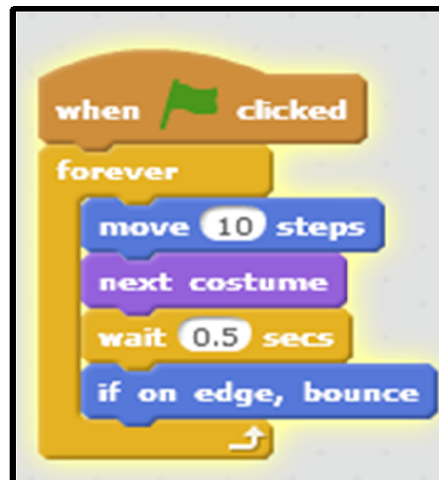 when clicked
forever
move 10 steps
next costume
wait 0.5 secs
if on edge, bounce